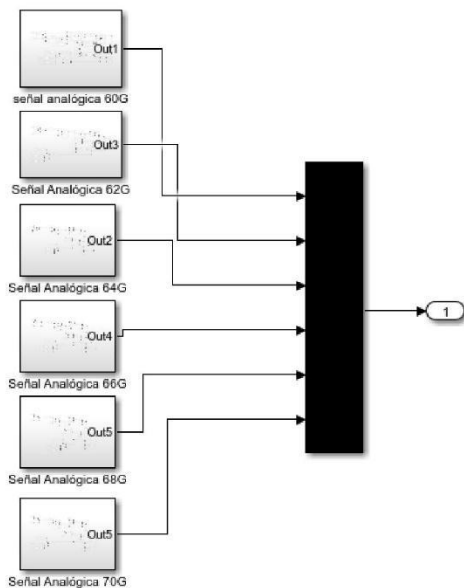 Out1
señal analógica 60G
Out3
Señal Analógica 62G
Out2
Señal Analógica 64G
Out4
Señal Analógica 66G
Out5
Señal Analógica 68G
Out5
Señal Analógica 70G
1